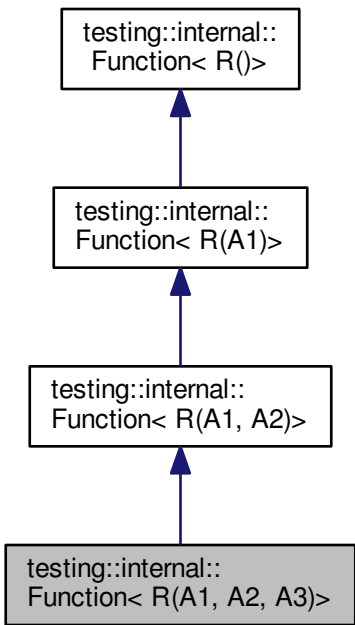 testing::internal::
Function< R()>
testing::internal::
Function< R(A1)>
testing::internal::
Function< R(A1, A2)>
testing::internal::
Function< R(A1, A2, A3)>